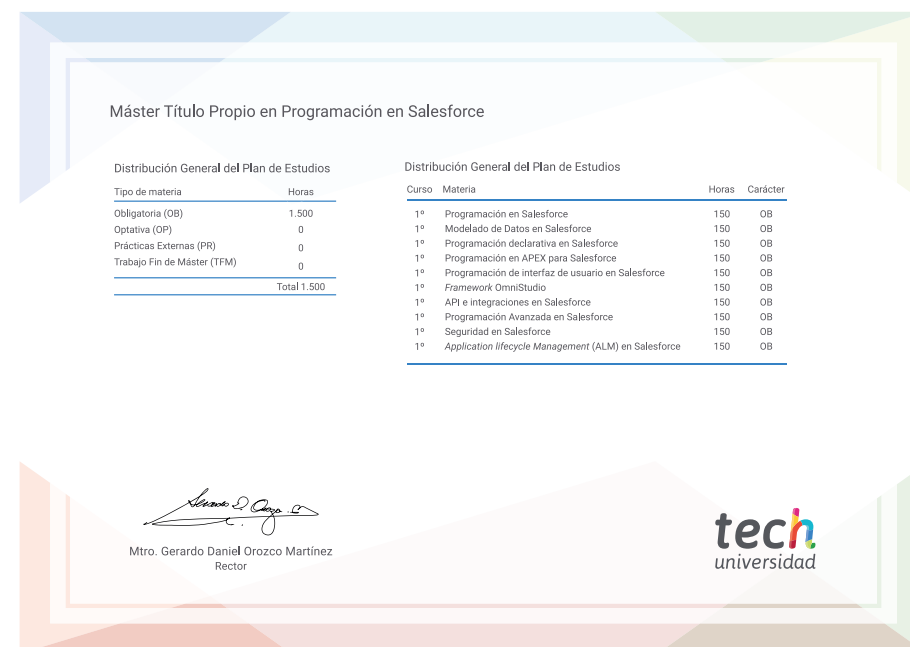 Máster Título Propio en Programación en Salesforce
Distribución General del Plan de Estudios
Tipo de materia Horas
Obligatoria (OB) 1.500
Optativa (OP) 0
Prácticas Externas (PR) 0
Trabajo Fin de Máster (TFM) 0
Total 1.500
Distribución General del Plan de Estudios
Curso Materia Horas Carácter
1º Programación en Salesforce 150 OB
1º Modelado de Datos en Salesforce 150 OB
1º Programación declarativa en Salesforce 150 OB
1º Programación en APEX para Salesforce 150 OB
1º Programación de interfaz de usuario en Salesforce 150 OB
1º Framework OmniStudio 150 OB
1º API e integraciones en Salesforce 150 OB
1º Programación Avanzada en Salesforce 150 OB
1º Seguridad en Salesforce 150 OB
1º Application lifecycle Management (ALM) en Salesforce 150 OB
Mtro. Gerardo Daniel Orozco Martínez
Rector
tech
universidad